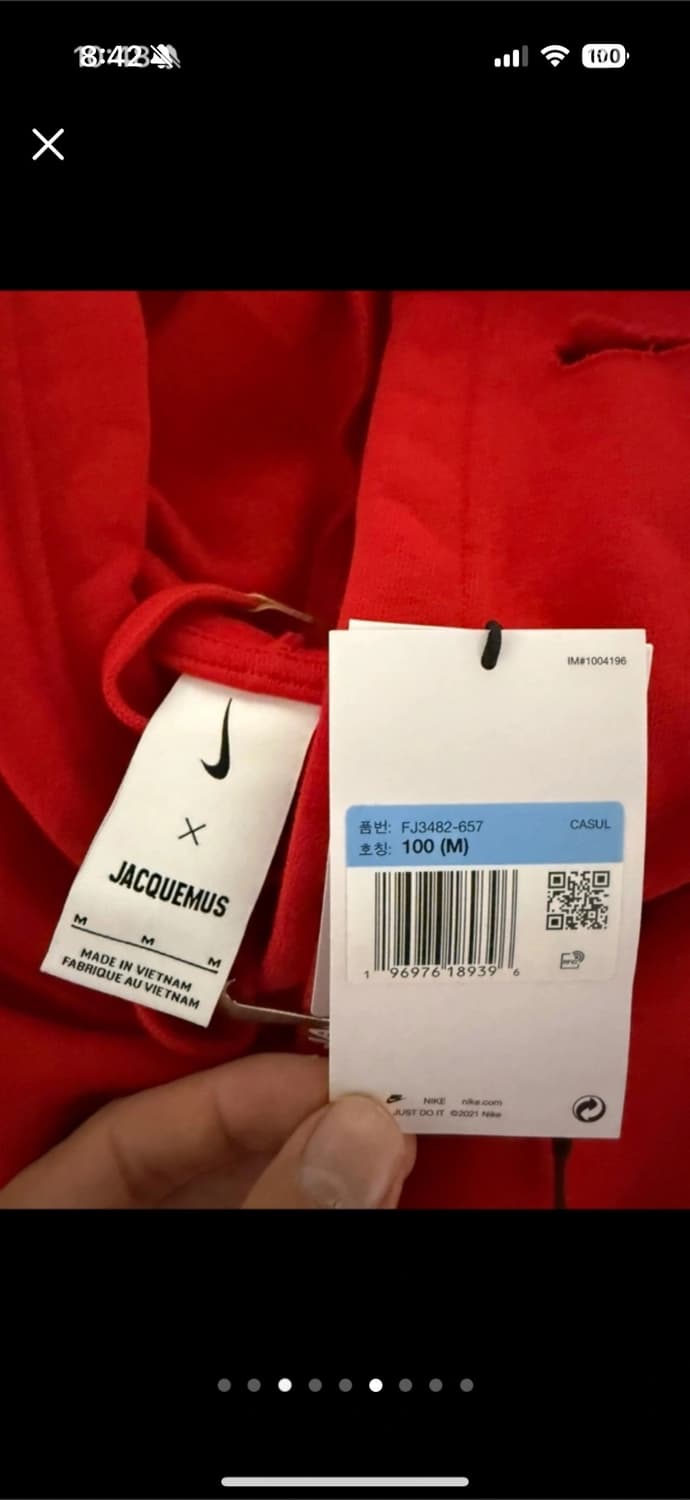 8:42
100
IM#1004196
품번: FJ3482-657
CASUL
호칭: 100 (M)
1 96976 18939 6
X
JACQUEMUS
M
M
M
MADE IN VIETNAM
FABRIQUE AU VIETNAM
NIKE nike.com
JUST DO IT ©2021 Nike